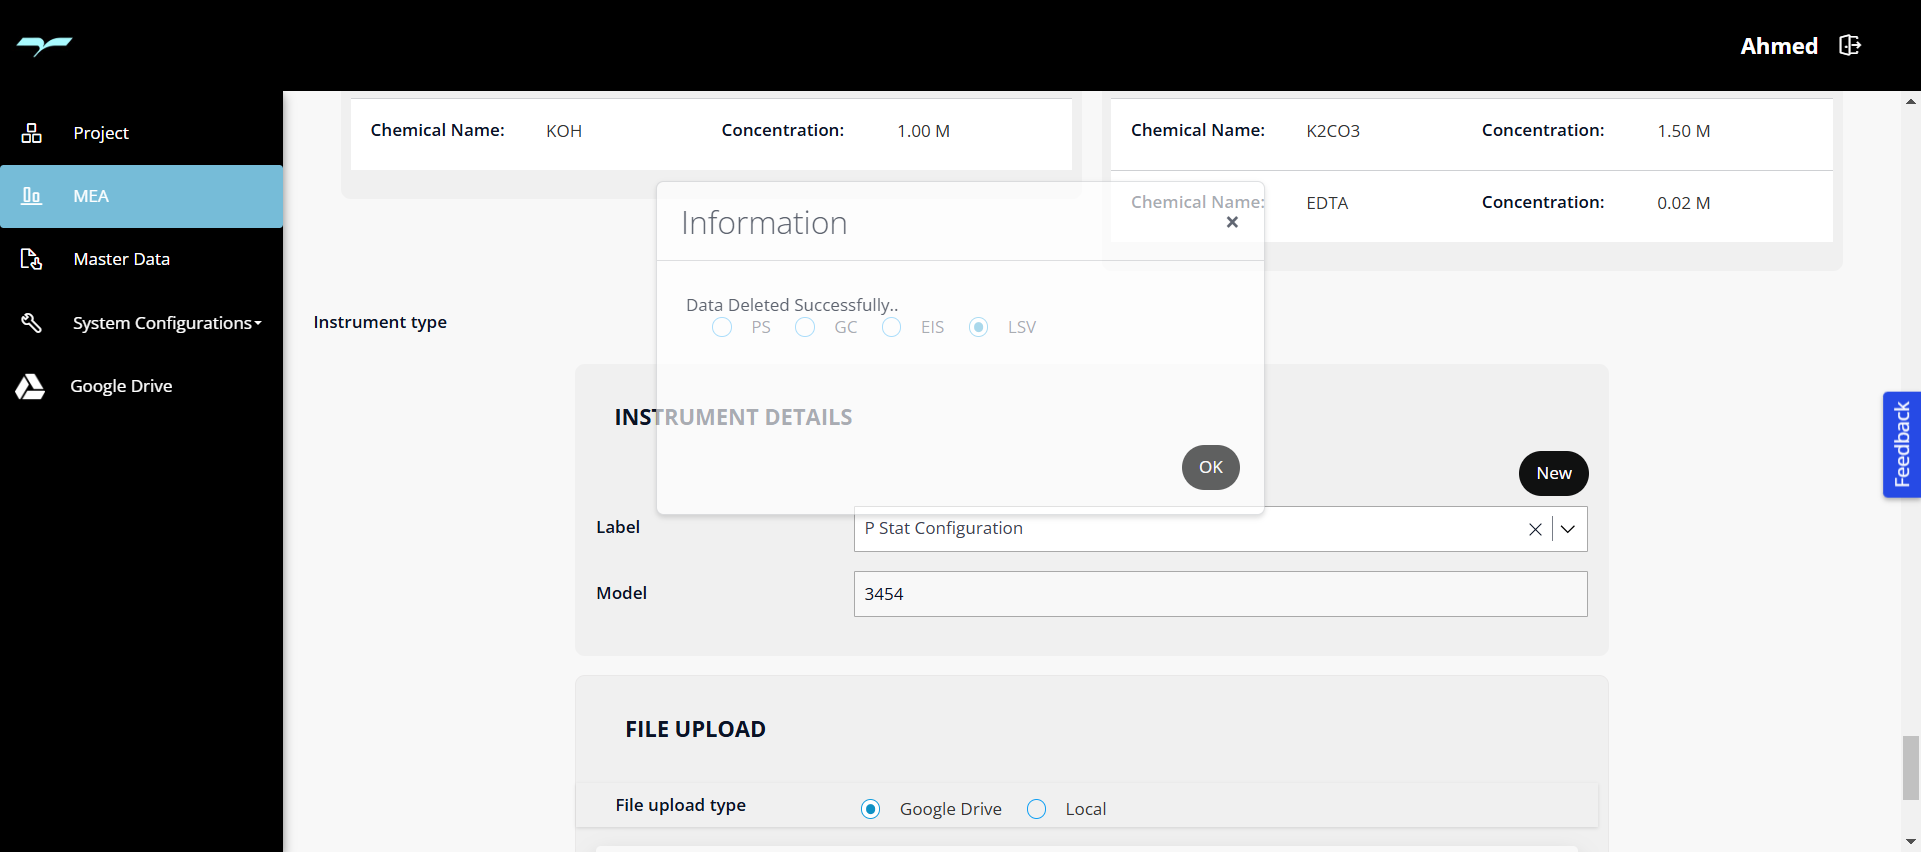 Ahmed
Project
MEA
Master Data
System Configurations
Google Drive
Chemical Name: KOH Concentration: 1.00 M
Chemical Name: K2CO3 Concentration: 1.50 M
Chemical Name: EDTA Concentration: 0.02 M
Information
Data Deleted Successfully..
OK
Instrument type
PS GC EIS LSV
INSTRUMENT DETAILS
New
Label P Stat Configuration
Model 3454
FILE UPLOAD
File upload type Google Drive Local
Feedback